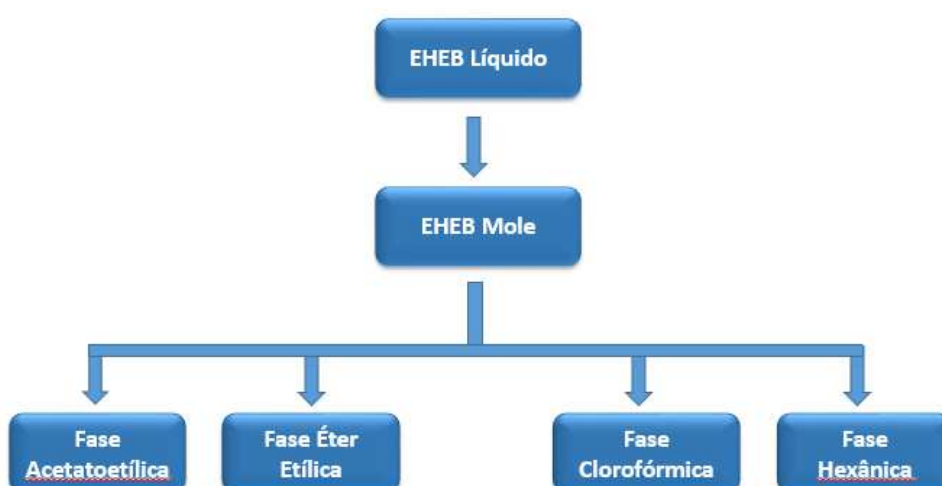 EHEB Líquido
EHEB Mole
Fase
Acetatoetílica
Fase Éter
Etílica
Fase
Clorofórmica
Fase
Hexânica